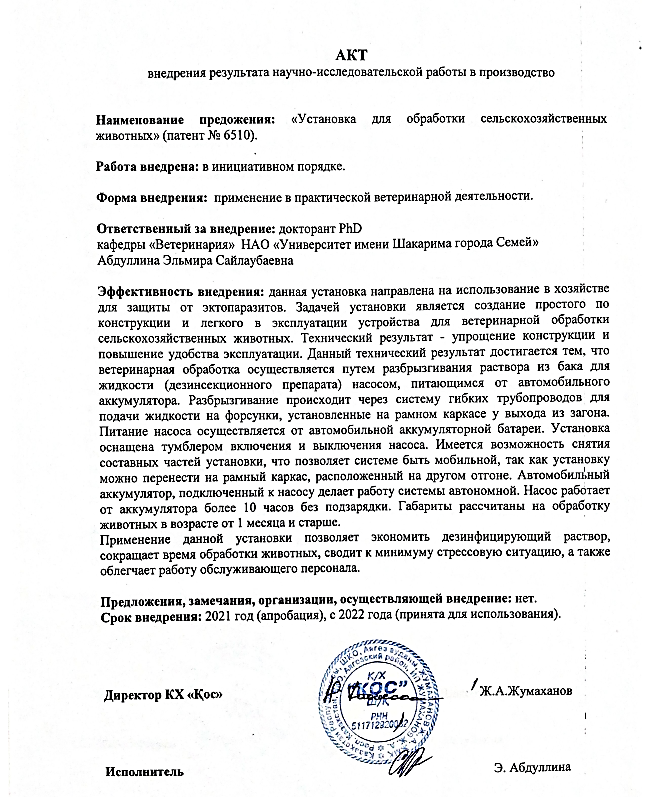 АКТ
внедрения результата научно-исследовательской работы в производство
Наименование предожения: «Установка для обработки сельскохозяйственных
животных» (патент № 6510).
Работа внедрена: в инициативном порядке.
Форма внедрения: применение в практической ветеринарной деятельности.
Ответственный за внедрение: докторант PhD
кафедры «Ветеринария» НАО «Университет имени Шакарима города Семей»
Абдуллина Эльмира Сайлаубаевна
Эффективность внедрения: данная установка направлена на использование в хозяйстве
для защиты от эктопаразитов. Задачей установки является создание простого по
конструкции и легкого в эксплуатации устройства для ветеринарной обработки
сельскохозяйственных животных. Технический результат - упрощение конструкции и
повышение удобства эксплуатации. Данный технический результат достигается тем, что
ветеринарная обработка осуществляется путем разбрызгивания раствора из бака для
жидкости (дезинсекционного препарата) насосом, питающимся от автомобильного
аккумулятора. Разбрызгивание происходит через систему гибких трубопроводов для
подачи жидкости на форсунки, установленные на рамном каркасе у выхода из загона.
Питание насоса осуществляется от автомобильной аккумуляторной батареи. Установка
оснащена тумблером включения и выключения насоса. Имеется возможность снятия
составных частей установки, что позволяет системе быть мобильной, так как установку
можно перенести на рамный каркас, расположенный на другом отгоне. Автомобильный
аккумулятор, подключенный к насосу делает работу системы автономной. Насос работает
от аккумулятора более 10 часов без подзарядки. Габариты рассчитаны на обработку
животных в возрасте от 1 месяца и старше.
Применение данной установки позволяет экономить дезинфицирующий раствор,
сокращает время обработки животных, сводит к минимуму стрессовую ситуацию, а также
облегчает работу обслуживающего персонала.
Предложения, замечания, организации, осуществляющей внедрение: нет.
Срок внедрения: 2021 год (апробация), с 2022 года (принята для использования).
Директор КХ «Қос»
К/Х
"ҚОС"
Ш/Қ
РНН
Ж.А.Жумаханов
Исполнитель
Э. Абдуллина